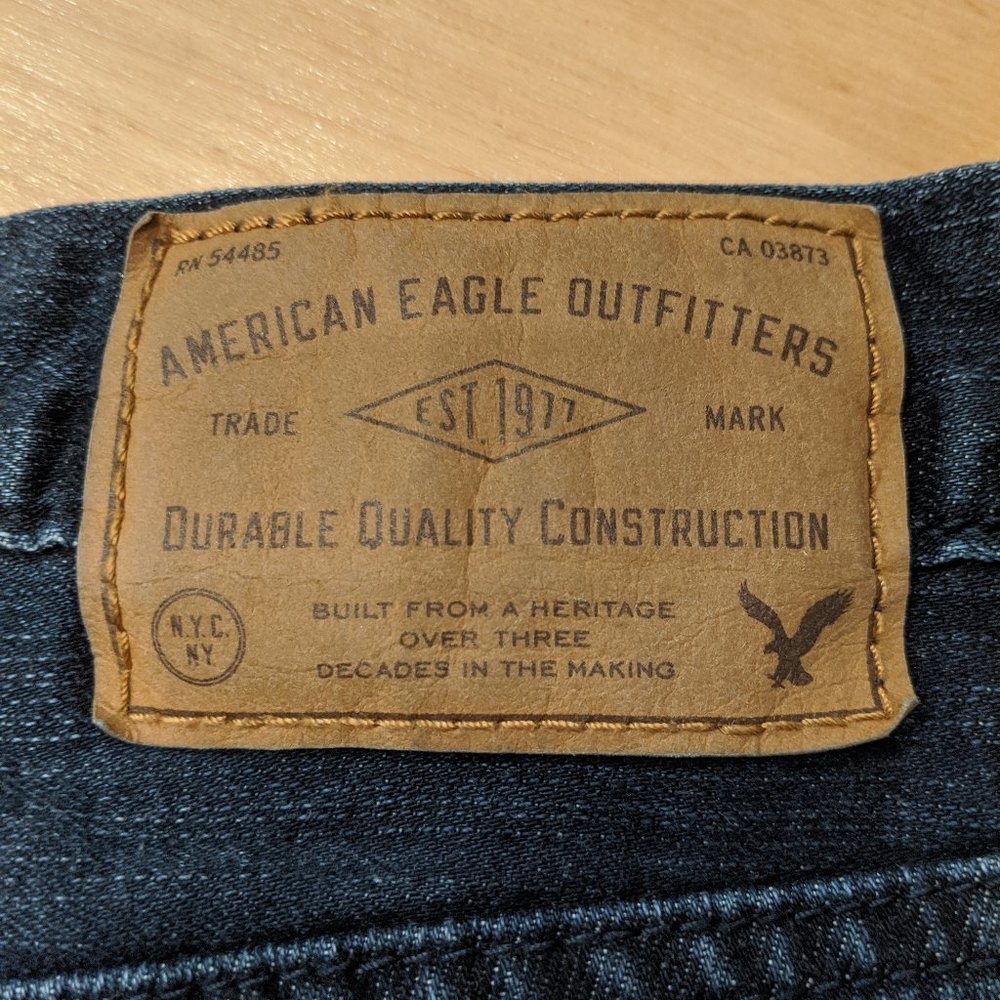 RN 54485
CA 03873
AMERICAN EAGLE OUTFITTERS
TRADE
EST. 1977
MARK
DURABLE QUALITY CONSTRUCTION
N.Y.C.
NY
BUILT FROM A HERITAGE
OVER THREE
DECADES IN THE MAKING